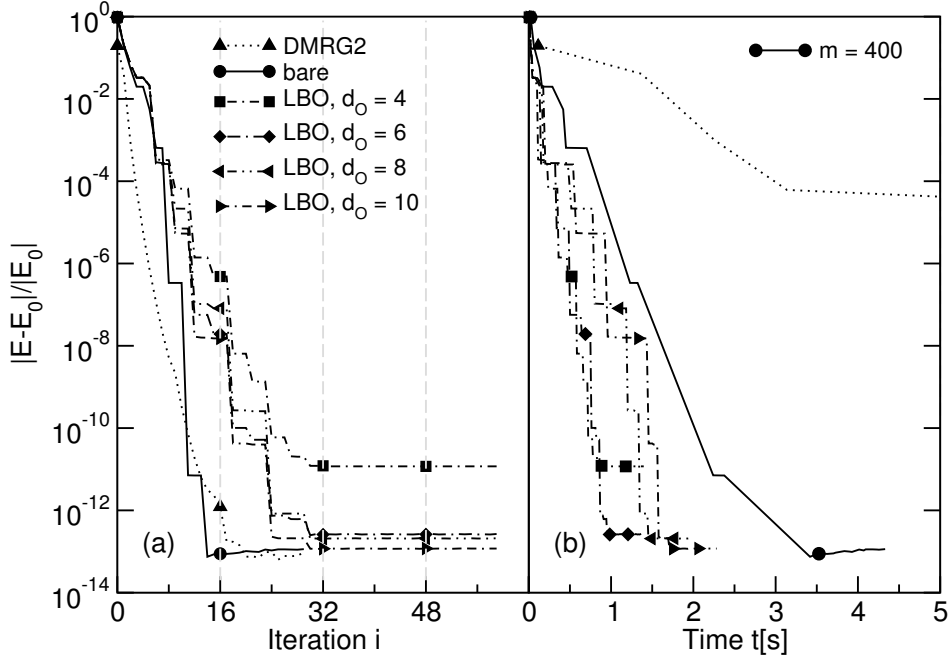 |E-E_0|/|E_0|
10^0
10^-2
10^-4
10^-6
10^-8
10^-10
10^-12
10^-14
DMRG2
bare
LBO, d_O = 4
LBO, d_O = 6
LBO, d_O = 8
LBO, d_O = 10
(a)
0 16 32 48
Iteration i
m = 400
(b)
0 1 2 3 4 5
Time t[s]